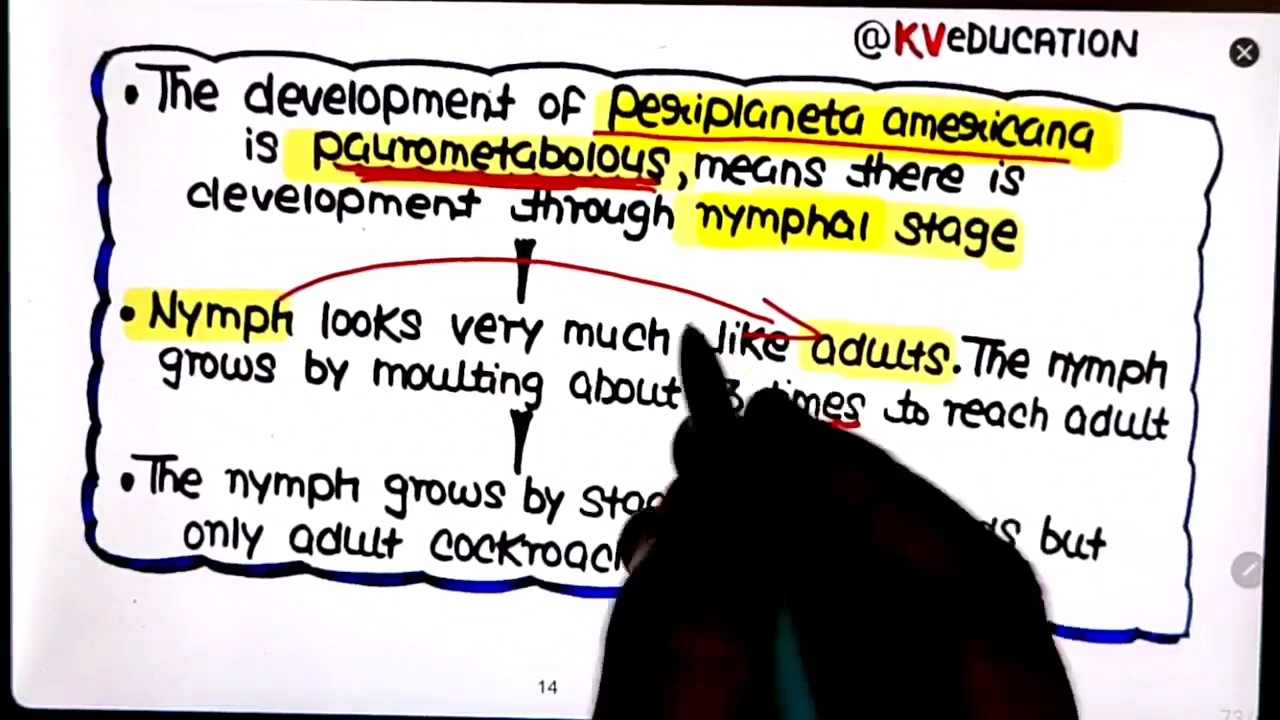 @KVeDUCATION
• The development of Periplaneta americana
is paurometabolous, means there is
development through nymphal stage
• Nymph looks very much like adults. The nymph
grows by moulting about 3 times to reach adult
• The nymph grows by but
only adult
14